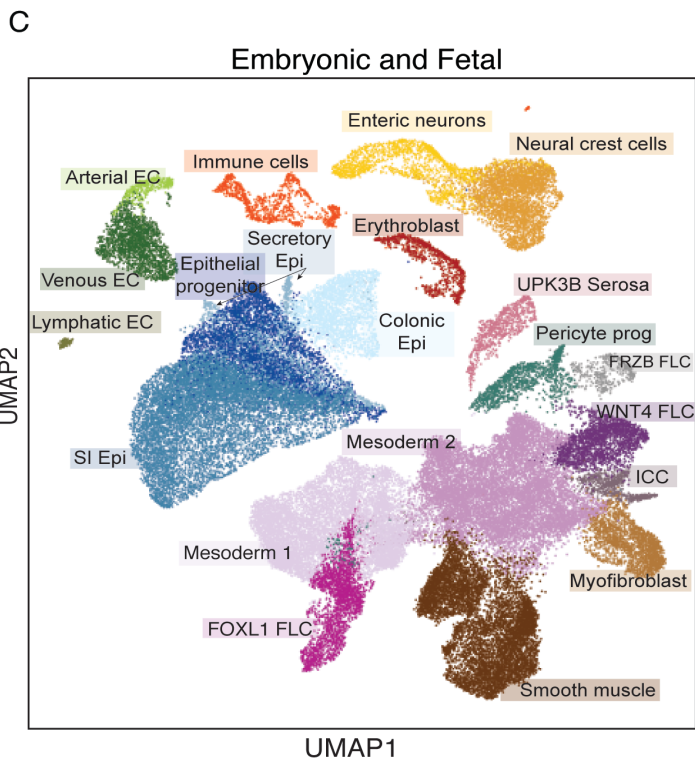 C
Embryonic and Fetal
Enteric neurons
Neural crest cells
Immune cells
Arterial EC
Erythroblast
Secretory
Epi
Epithelial
progenitor
Venous EC
UPK3B Serosa
Lymphatic EC
Colonic
Epi
Pericyte prog
FRZB FLC
UMAP2
WNT4 FLC
Mesoderm 2
SI Epi
ICC
Mesoderm 1
Myofibroblast
FOXL1 FLC
Smooth muscle
UMAP1